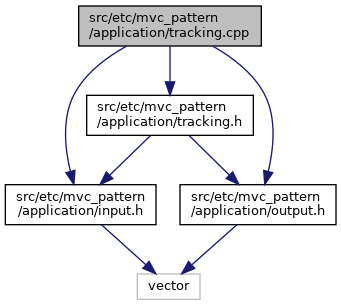 src/etc/mvc_pattern
/application/tracking.cpp
src/etc/mvc_pattern
/application/tracking.h
src/etc/mvc_pattern
/application/input.h
src/etc/mvc_pattern
/application/output.h
vector